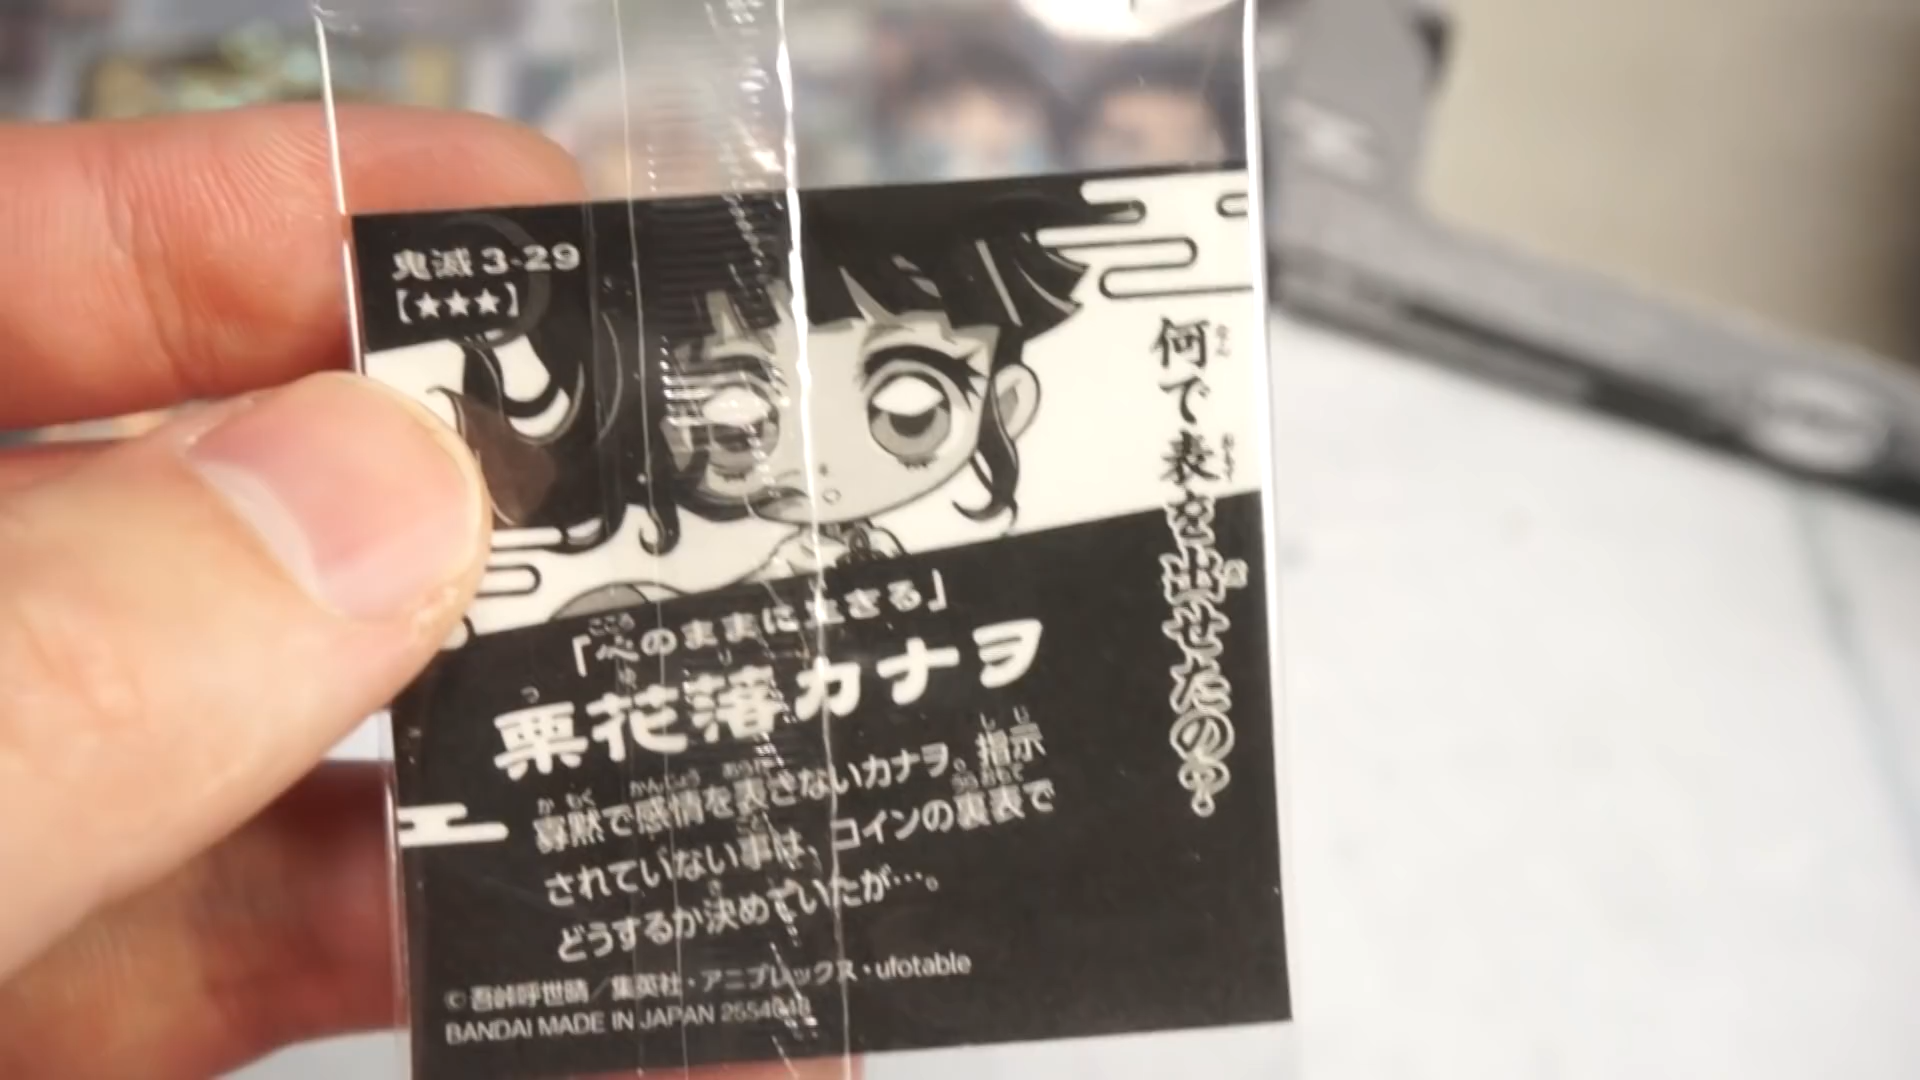 鬼滅 3-29
【★★★】
何で表を出せたの?
「心のままに生きる」
栗花落カナヲ
寡黙で感情を表さないカナヲ。指示
されていない事は、コインの裏表で
どうするか決めていたが…。
©吾峠呼世晴/集英社・アニプレックス・ufotable
BANDAI MADE IN JAPAN